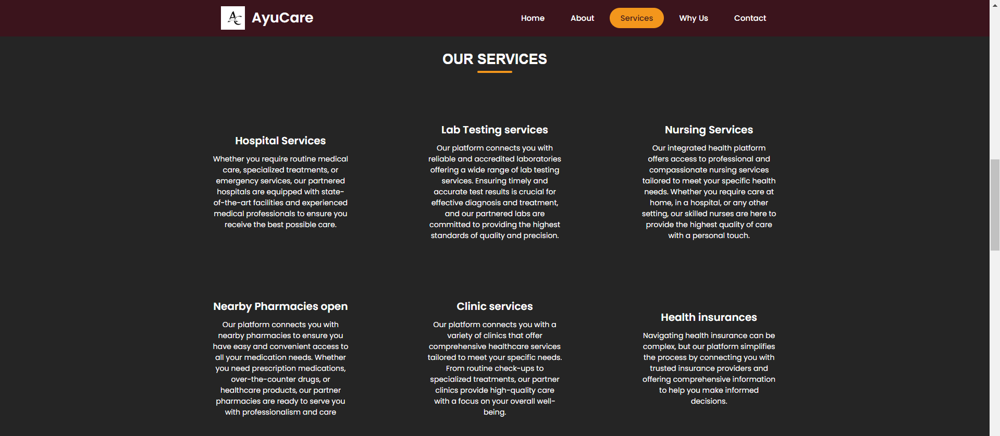 AC AyuCare
Home About Services Why Us Contact
OUR SERVICES
Hospital Services
Whether you require routine medical
care, specialized treatments, or
emergency services, our partnered
hospitals are equipped with state-
of-the-art facilities and experienced
medical professionals to ensure you
receive the best possible care.
Lab Testing services
Our platform connects you with
reliable and accredited laboratories
offering a wide range of lab testing
services. Ensuring timely and
accurate test results is crucial for
effective diagnosis and treatment,
and our partnered labs are
committed to providing the highest
standards of quality and precision.
Nursing Services
Our integrated health platform
offers access to professional and
compassionate nursing services
tailored to meet your specific health
needs. Whether you require care at
home, in a hospital, or any other
setting, our skilled nurses are here to
provide the highest quality of care
with a personal touch.
Nearby Pharmacies open
Our platform connects you with
nearby pharmacies to ensure you
have easy and convenient access to
all your medication needs. Whether
you need prescription medications,
over-the-counter drugs, or
healthcare products, our partner
pharmacies are ready to serve you
with professionalism and care
Clinic services
Our platform connects you with a
variety of clinics that offer
comprehensive healthcare services
tailored to meet your specific needs.
From routine check-ups to
specialized treatments, our partner
clinics provide high-quality care
with a focus on your overall well-
being.
Health insurances
Navigating health insurance can be
complex, but our platform simplifies
the process by connecting you with
trusted insurance providers and
offering comprehensive information
to help you make informed
decisions.